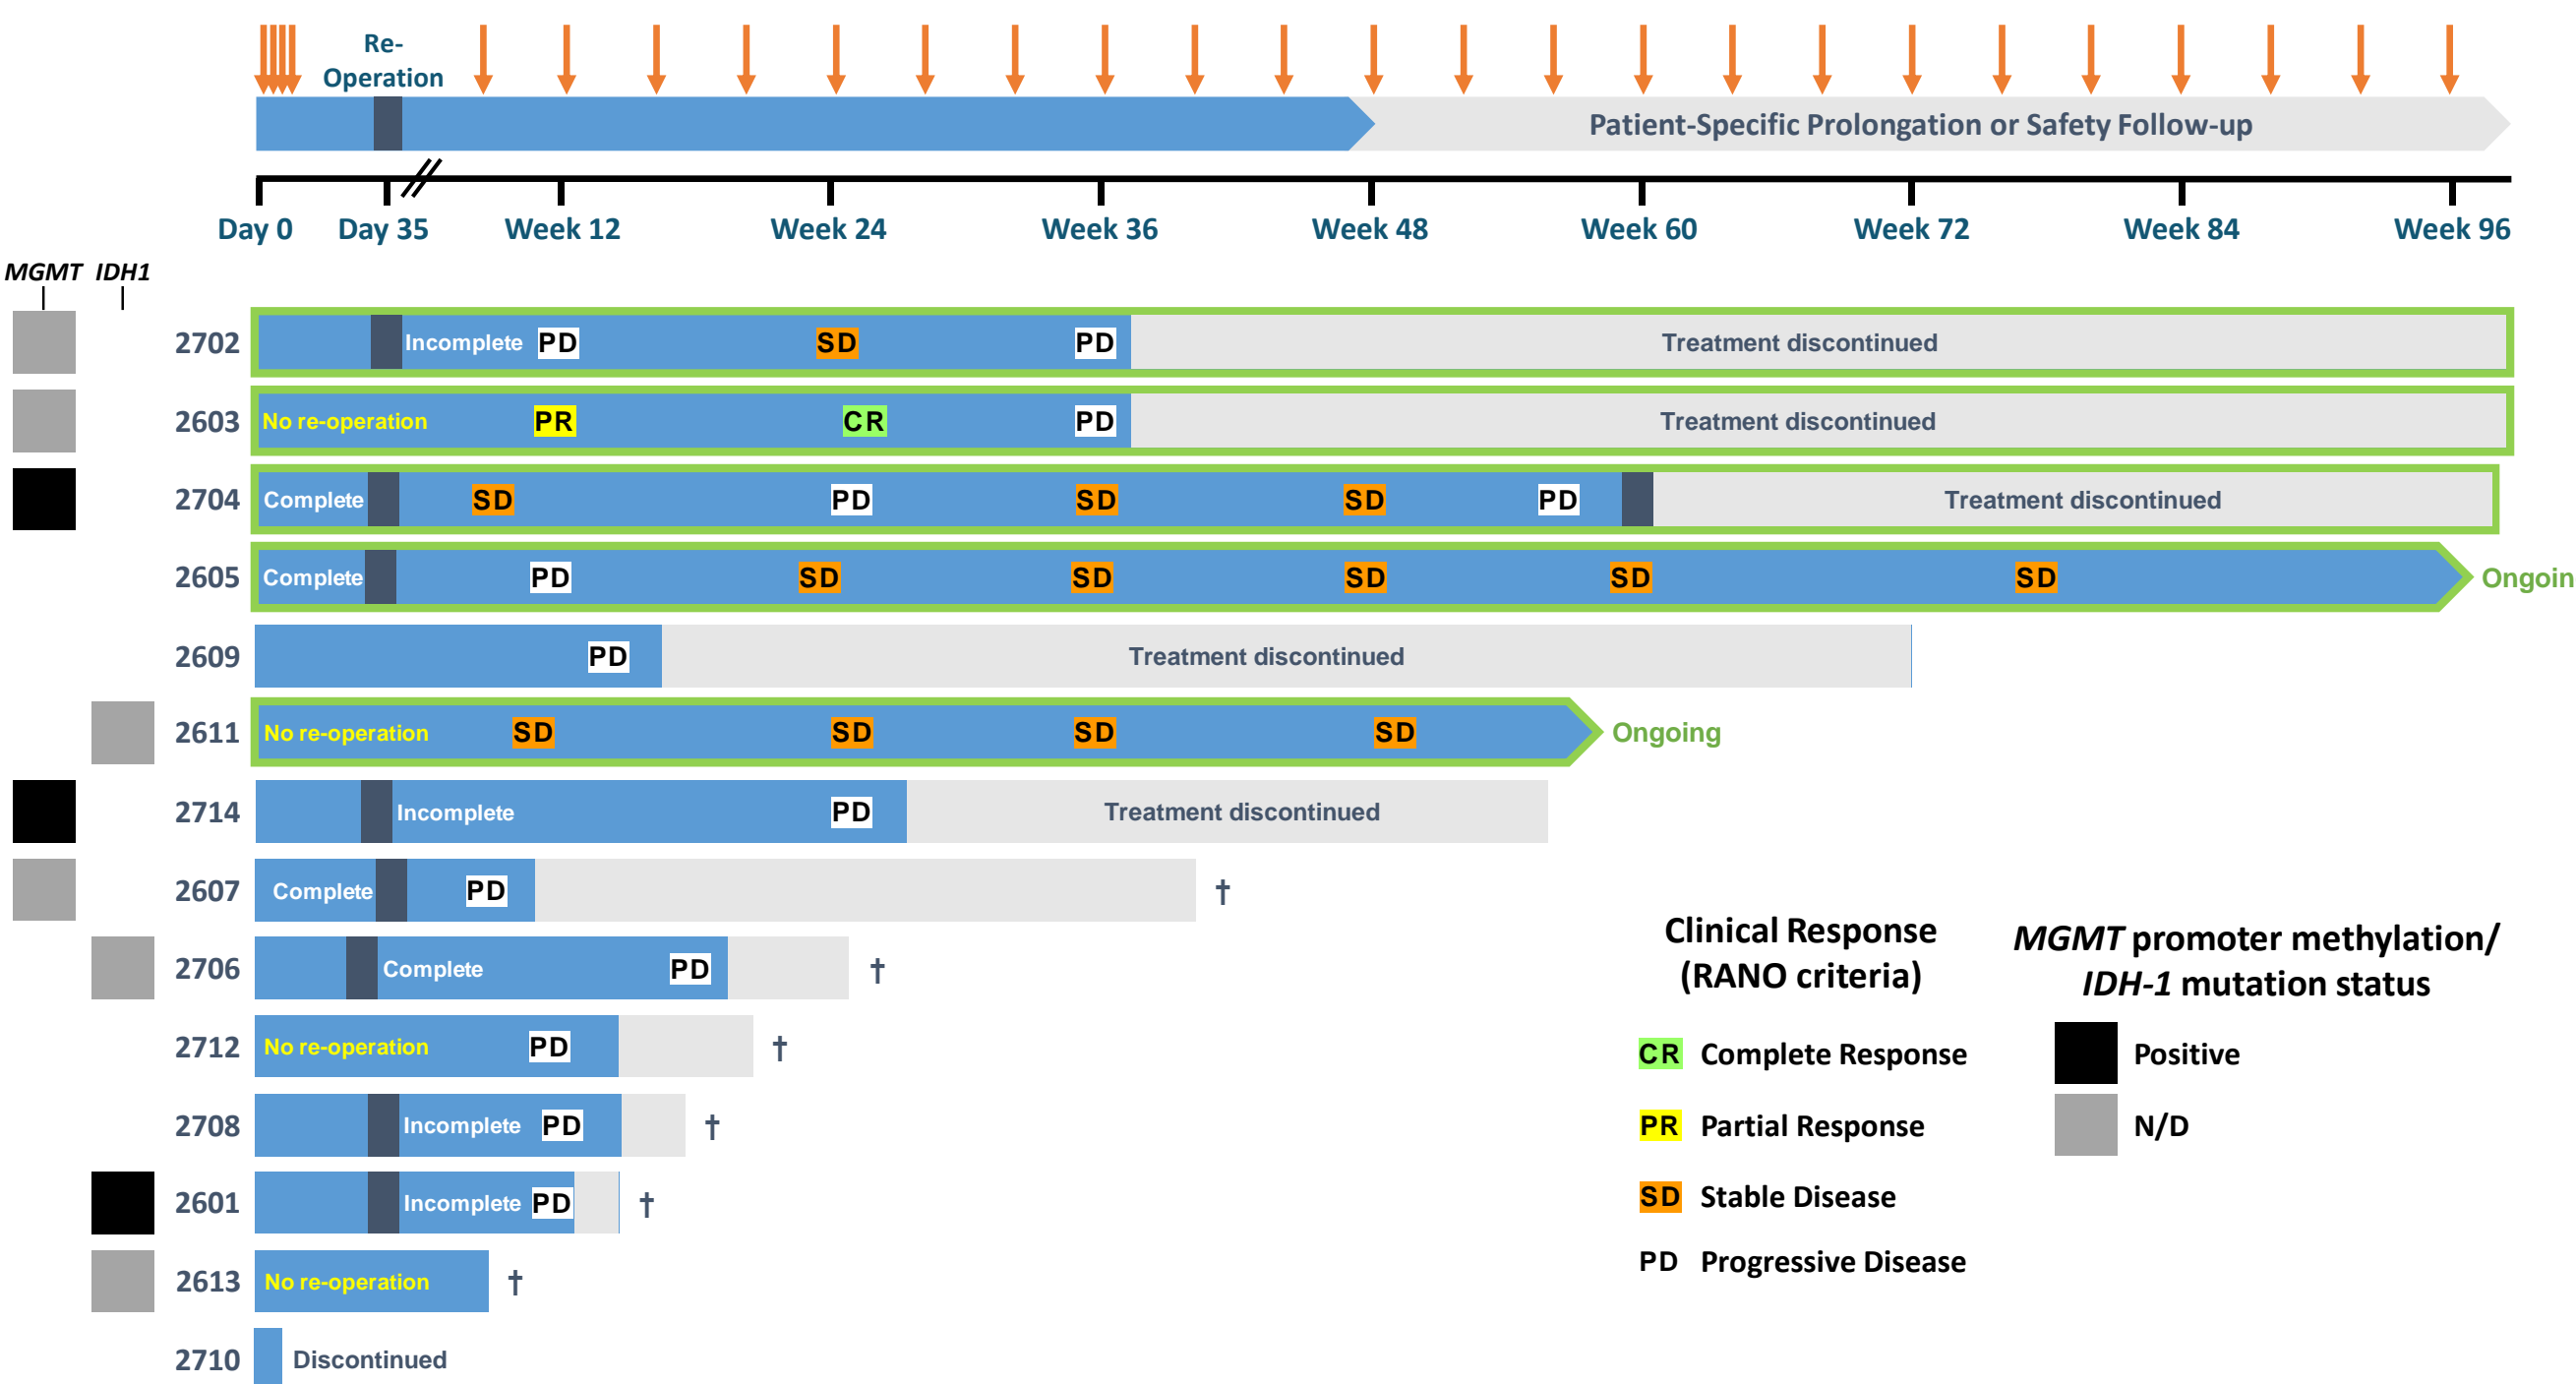 Re-
Operation
Patient-Specific Prolongation or Safety Follow-up
Day 0 Day 35 Week 12 Week 24 Week 36 Week 48 Week 60 Week 72 Week 84 Week 96
MGMT IDH1
2702 Incomplete PD SD PD Treatment discontinued
2603 No re-operation PR CR PD Treatment discontinued
2704 Complete SD PD SD SD PD Treatment discontinued
2605 Complete PD SD SD SD SD SD Ongoin
2609 PD Treatment discontinued
2611 No re-operation SD SD SD SD Ongoing
2714 Incomplete PD Treatment discontinued
2607 Complete PD †
2706 Complete PD †
2712 No re-operation PD †
2708 Incomplete PD †
2601 Incomplete PD †
2613 No re-operation †
2710 Discontinued
Clinical Response
(RANO criteria)
CR Complete Response
PR Partial Response
SD Stable Disease
PD Progressive Disease
MGMT promoter methylation/
IDH-1 mutation status
Positive
N/D